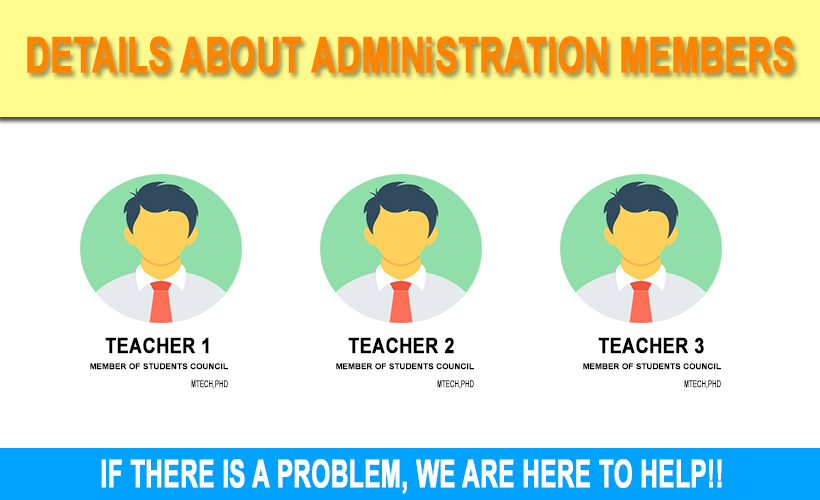 DETAILS ABOUT ADMINiSTRATION MEMBERS
TEACHER 1
MEMBER OF STUDENTS COUNCIL
MTECH,PHD
TEACHER 2
MEMBER OF STUDENTS COUNCIL
MTECH,PHD
TEACHER 3
MEMBER OF STUDENTS COUNCIL
MTECH,PHD
IF THERE IS A PROBLEM, WE ARE HERE TO HELP!!